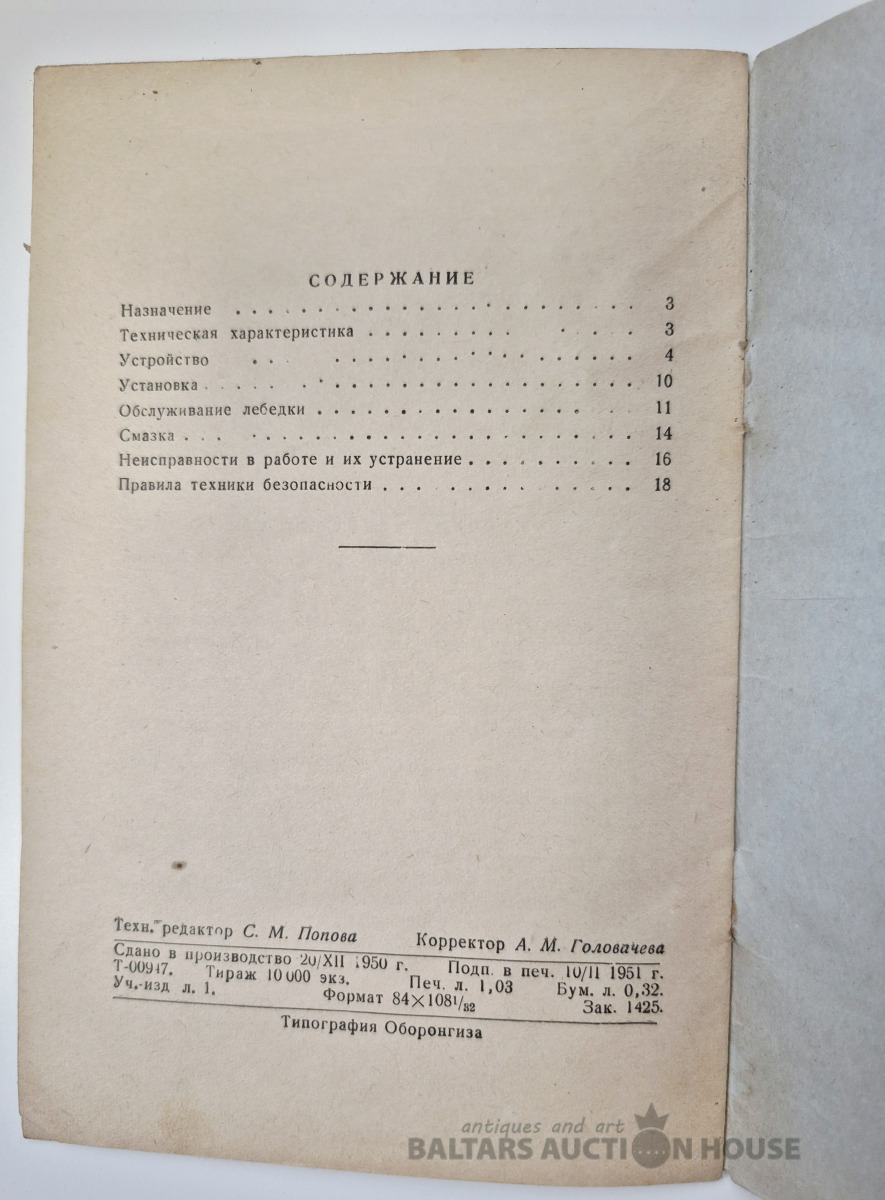 СОДЕРЖАНИЕ
Назначение . . . . . . . . . . . . . . . . . . . . . . 3
Техническая характеристика . . . . . . . . . . . . 3
Устройство . . . . . . . . . . . . . . . . . . 4
Установка . . . . . . . . . . . . . . . . . . . . 10
Обслуживание лебедки . . . . . . . . . . . . . . . 11
Смазка . . . . . . . . . . . . . . . . . . . . 14
Неисправности в работе и их устранение . . . . . . . . . . 16
Правила техники безопасности . . . . . . . . . . . . 18
Техн. редактор С. М. Попова Корректор А. М. Головачева
Сдано в производство 20/XII 1950 г. Подп. в печ. 10/II 1951 г.
Т-00947. Тираж 10 000 экз. Печ. л. 1,03 Бум. л. 0,32.
Уч.-изд л. 1. Формат 84×108 1/32 Зак. 1425.
Типография Оборонгиза
antiques and art
BALTARS AUCTION HOUSE